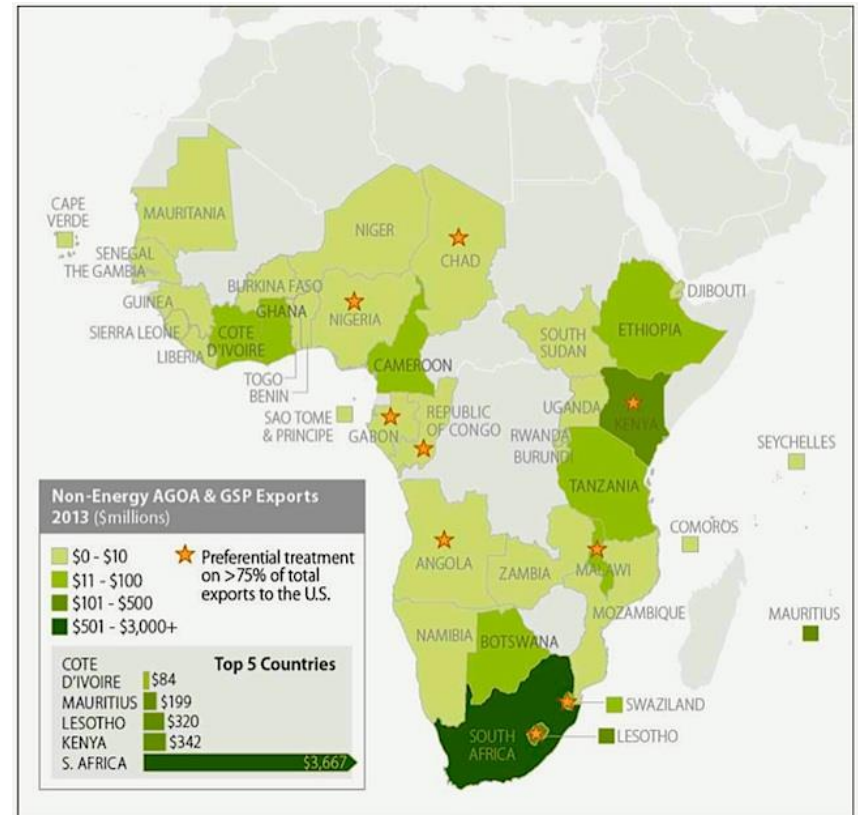 CAPE
VERDE
MAURITANIA
NIGER
CHAD
SENEGAL
THE GAMBIA
BURKINA FASO
DJIBOUTI
GUINEA
GHANA
NIGERIA
ETHIOPIA
SIERRA LEONE
COTE
D'IVOIRE
SOUTH
SUDAN
LIBERIA
CAMEROON
TOGO
BENIN
SAO TOME
& PRINCIPE
GABON
REPUBLIC
OF CONGO
UGANDA
KENYA
RWANDA
BURUNDI
SEYCHELLES
TANZANIA
COMOROS
ANGOLA
ZAMBIA
MALAWI
MOZAMBIQUE
MAURITIUS
NAMIBIA
BOTSWANA
SWAZILAND
SOUTH
AFRICA
LESOTHO
Non-Energy AGOA & GSP Exports
2013 ($millions)
$0 - $10
$11 - $100
$101 - $500
$501 - $3,000+
Preferential treatment
on >75% of total
exports to the U.S.
Top 5 Countries
COTE
D'IVOIRE $84
MAURITIUS $199
LESOTHO $320
KENYA $342
S. AFRICA $3,667